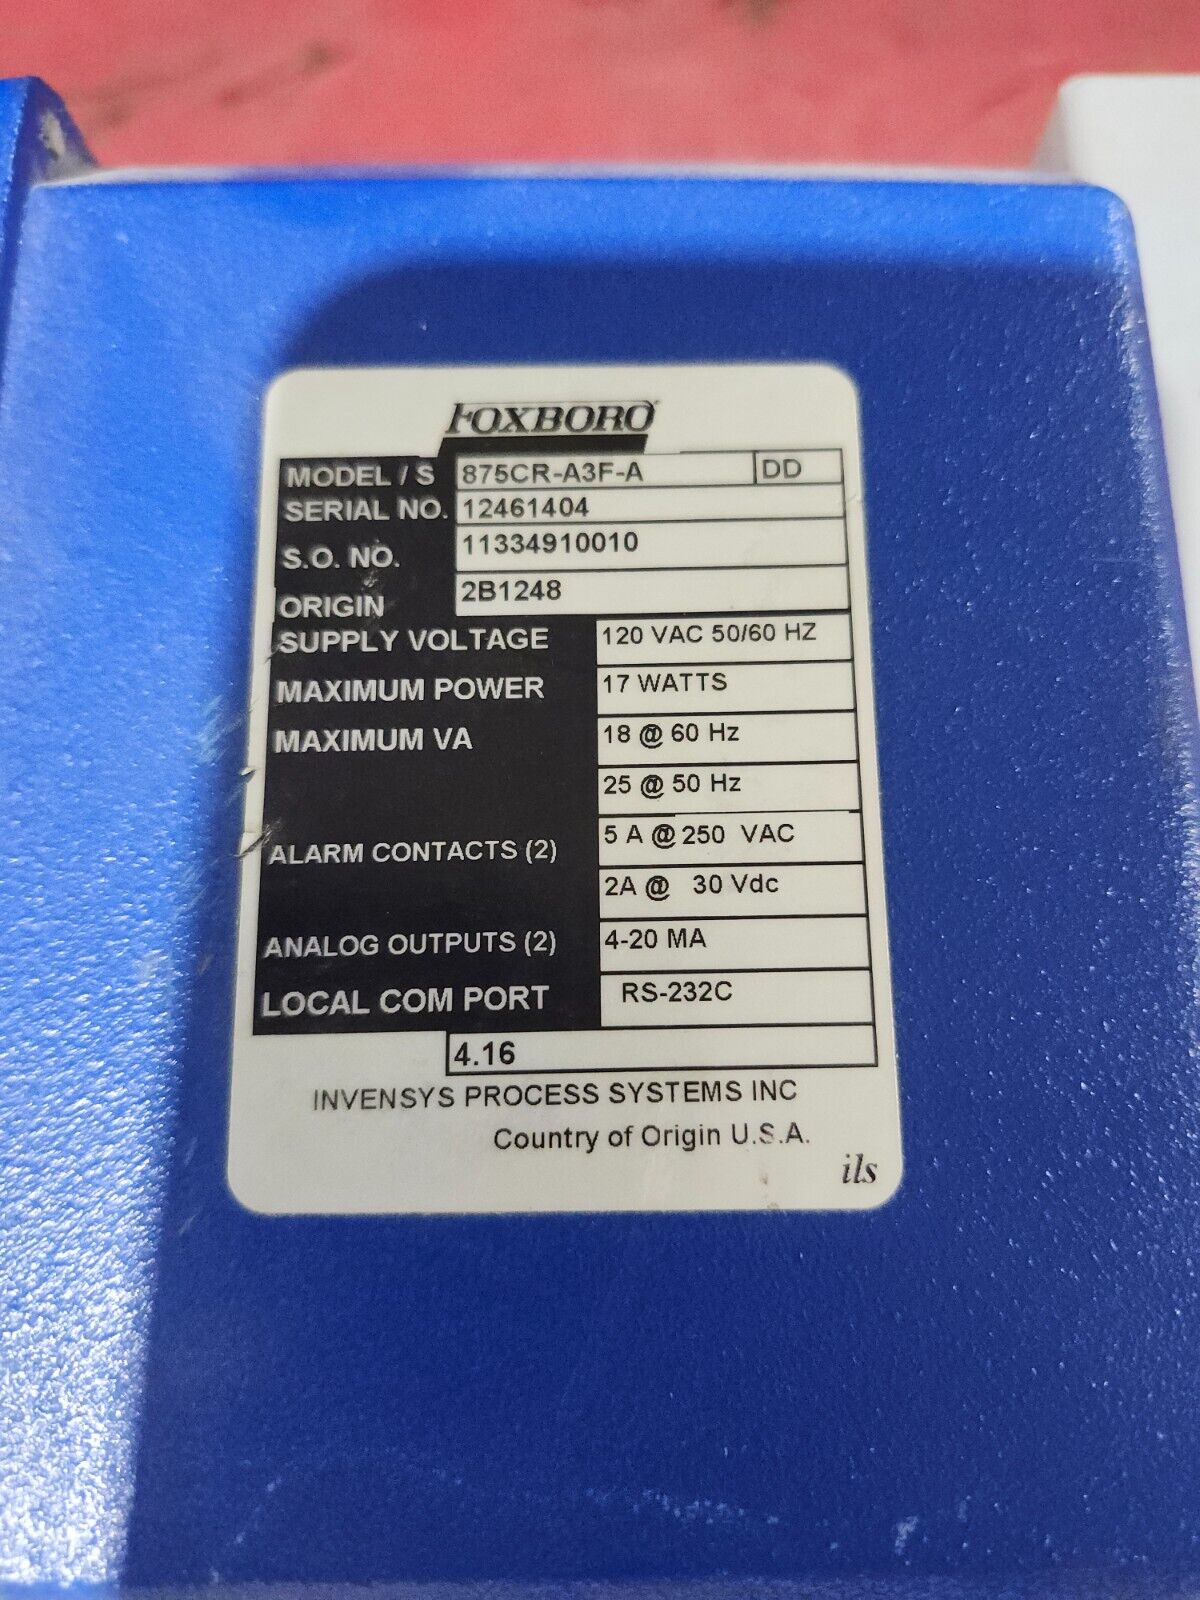 FOXBORO
MODEL / S 875CR-A3F-A DD
SERIAL NO. 12461404
S.O. NO. 11334910010
ORIGIN 2B1248
SUPPLY VOLTAGE 120 VAC 50/60 HZ
MAXIMUM POWER 17 WATTS
MAXIMUM VA 18 @ 60 Hz
25 @ 50 Hz
ALARM CONTACTS (2) 5 A @ 250 VAC
2A @ 30 Vdc
ANALOG OUTPUTS (2) 4-20 MA
LOCAL COM PORT RS-232C
4.16
INVENSYS PROCESS SYSTEMS INC
Country of Origin U.S.A.
ils